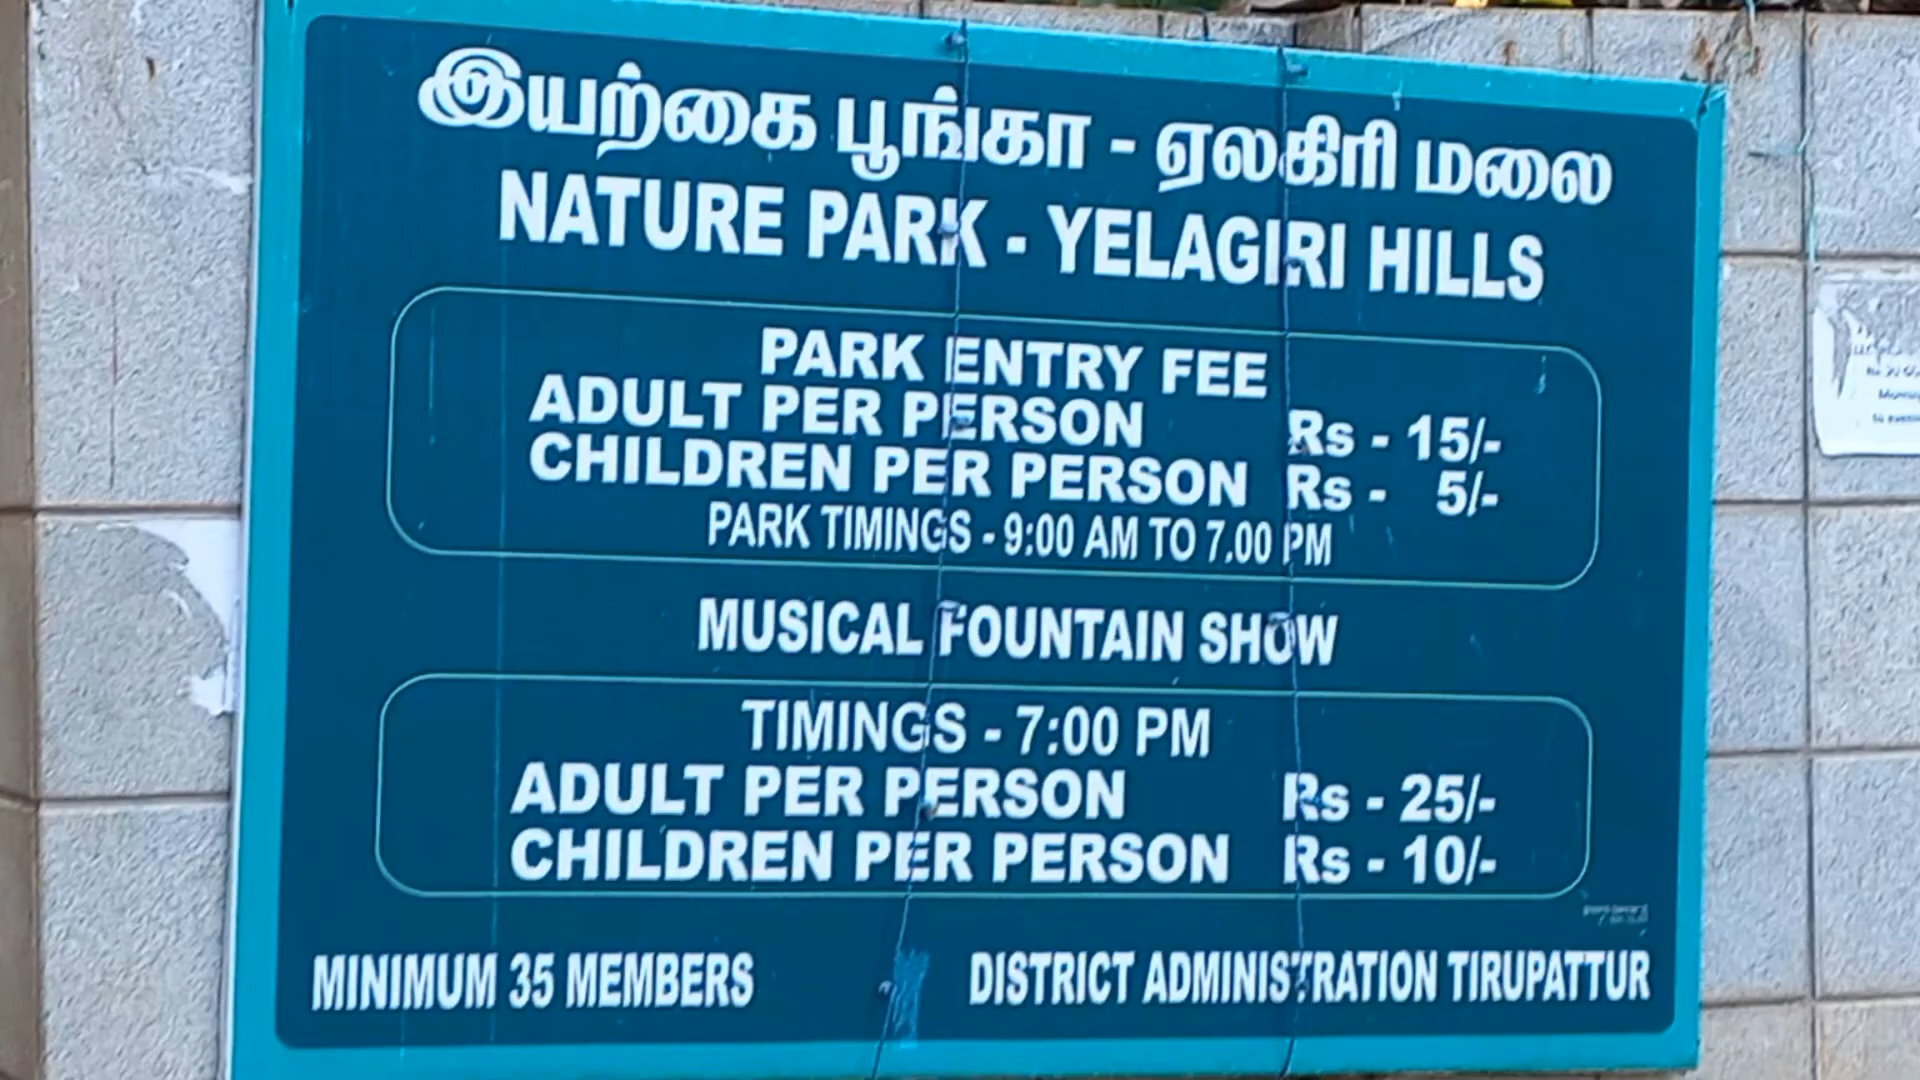 இயற்கை பூங்கா - ஏலகிரி மலை
NATURE PARK - YELAGIRI HILLS
PARK ENTRY FEE
ADULT PER PERSON Rs - 15/-
CHILDREN PER PERSON Rs - 5/-
PARK TIMINGS - 9:00 AM TO 7.00 PM
MUSICAL FOUNTAIN SHOW
TIMINGS - 7:00 PM
ADULT PER PERSON Rs - 25/-
CHILDREN PER PERSON Rs - 10/-
MINIMUM 35 MEMBERS
DISTRICT ADMINISTRATION TIRUPATTUR